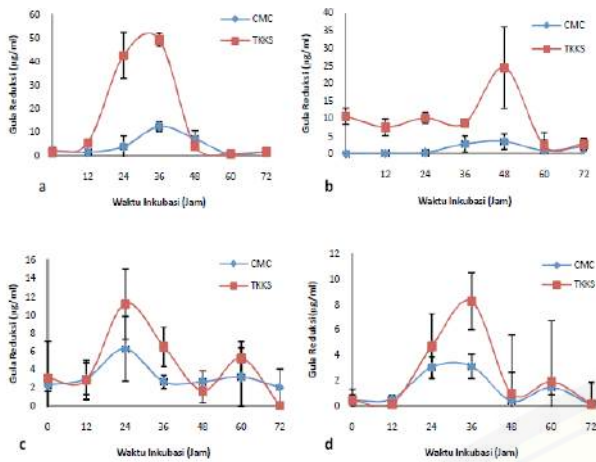 60
50
40
30
20
10
0
Gula Reduksi (µg/ml)
CMC
TKKS
12 24 36 48 60 72
Waktu Inkubasi (Jam)
a
40
35
30
25
20
15
10
5
0
Gula Reduksi (µg/ml)
CMC
TKKS
12 24 36 48 60 72
Waktu Inkubasi (Jam)
b
16
14
12
10
8
6
4
2
0
Gula Reduksi (µg/ml)
CMC
TKKS
0 12 24 36 48 60 72
Waktu Inkubasi (Jam)
c
12
10
8
6
4
2
0
Gula Reduksi (µg/ml)
CMC
TKKS
0 12 24 36 48 60 72
Waktu Inkubasi (Jam)
d